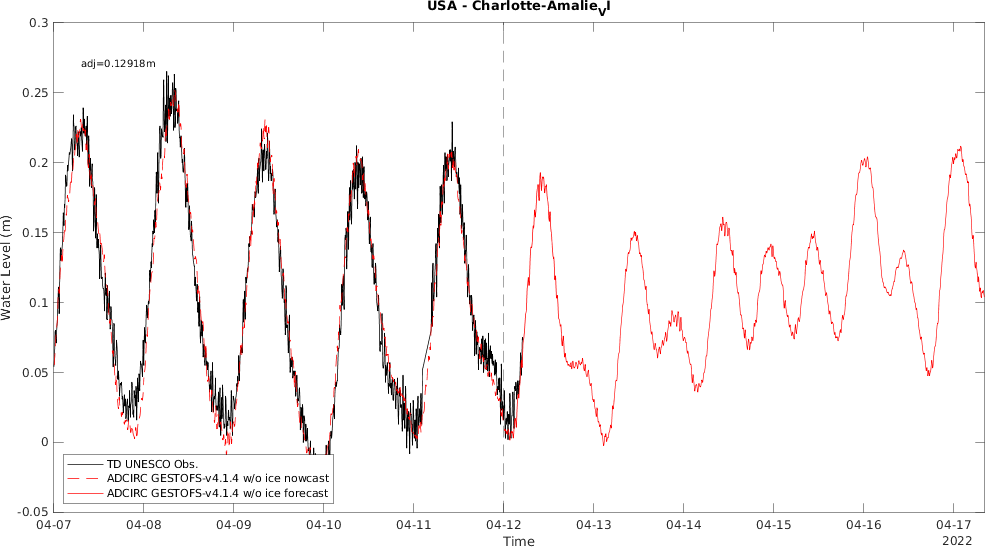 USA - Charlotte-AmalieVI
0.3
adj=0.12918m
0.25
0.2
0.15
0.1
0.05
0
-0.05
Water Level (m)
TD UNESCO Obs.
ADCIRC GESTOFS-v4.1.4 w/o ice nowcast
ADCIRC GESTOFS-v4.1.4 w/o ice forecast
04-07 04-08 04-09 04-10 04-11 04-12 04-13 04-14 04-15 04-16 04-17
Time
2022